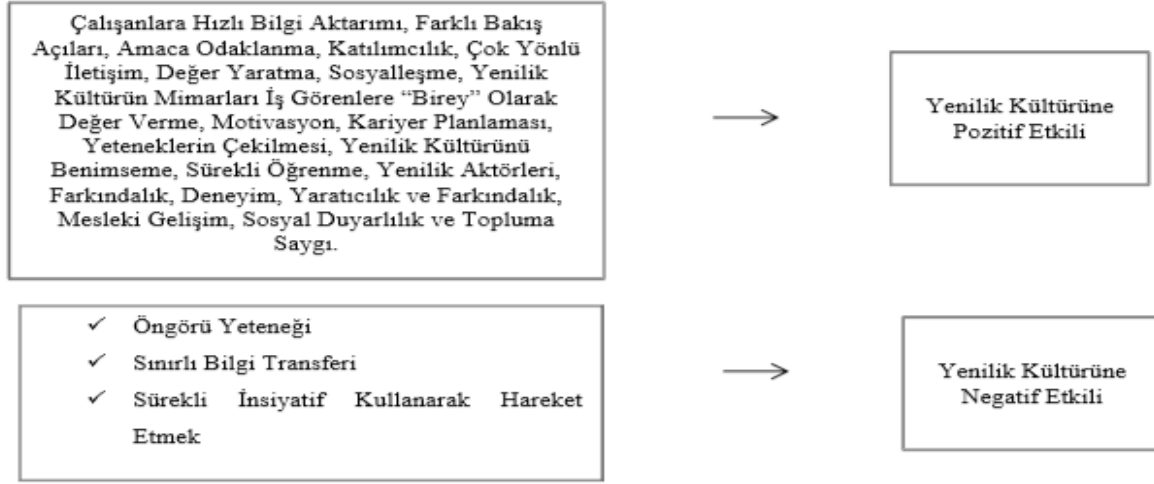 Çalışanlara Hızlı Bilgi Aktarımı, Farklı Bakış
Açıları, Amaca Odaklanma, Katılımcılık, Çok Yönlü
İletişim, Değer Yaratma, Sosyalleşme, Yenilik
Kültürün Mimarları İş Görenlere “Birey” Olarak
Değer Verme, Motivasyon, Kariyer Planlaması,
Yeteneklerin Çekilmesi, Yenilik Kültürünü
Benimseme, Sürekli Öğrenme, Yenilik Aktörleri,
Farkındalık, Deneyim, Yaratıcılık ve Farkındalık,
Mesleki Gelişim, Sosyal Duyarlılık ve Topluma
Saygı.
Yenilik Kültürüne
Pozitif Etkili
✓ Öngörü Yeteneği
✓ Sınırlı Bilgi Transferi
✓ Sürekli İnsiyatif Kullanarak Hareket
Etmek
Yenilik Kültürüne
Negatif Etkili